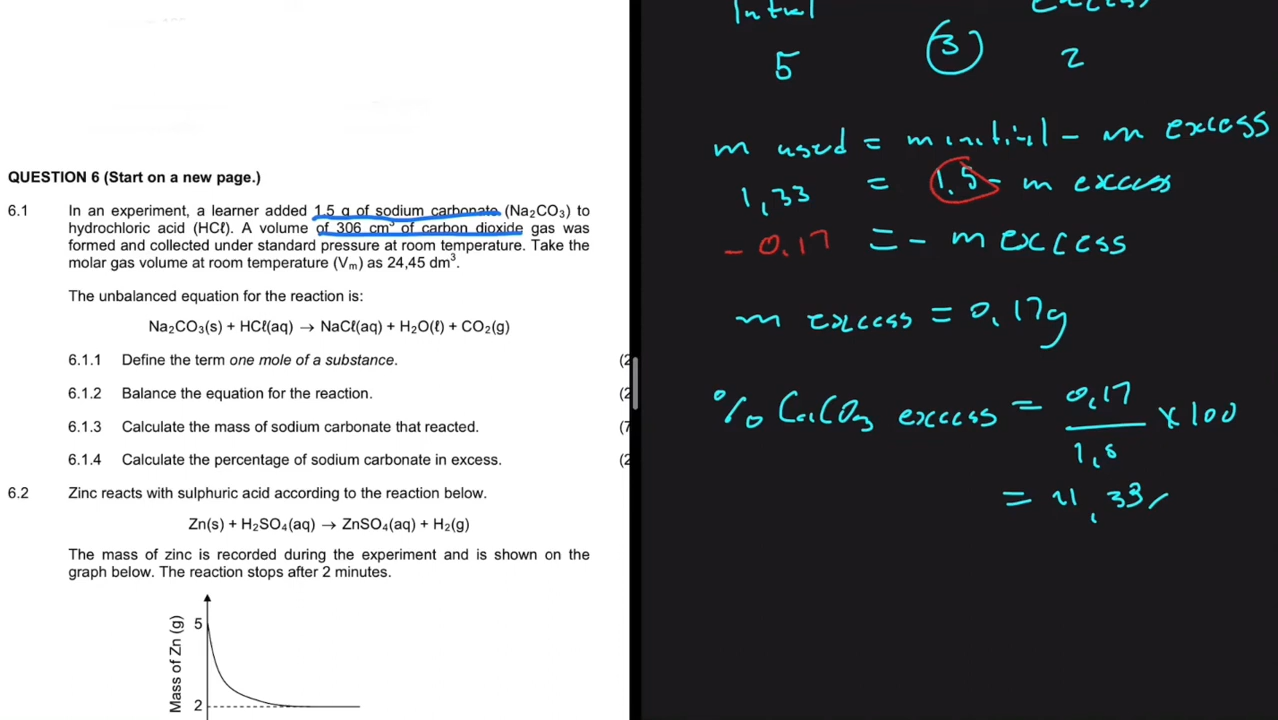 QUESTION 6 (Start on a new page.)
6.1 In an experiment, a learner added 1.5 g of sodium carbonate (Na₂CO₃) to
hydrochloric acid (HCℓ). A volume of 306 cm³ of carbon dioxide gas was
formed and collected under standard pressure at room temperature. Take the
molar gas volume at room temperature (Vₘ) as 24,45 dm³.
The unbalanced equation for the reaction is:
Na₂CO₃(s) + HCℓ(aq) → NaCℓ(aq) + H₂O(ℓ) + CO₂(g)
6.1.1 Define the term one mole of a substance. (2
6.1.2 Balance the equation for the reaction. (2
6.1.3 Calculate the mass of sodium carbonate that reacted. (7
6.1.4 Calculate the percentage of sodium carbonate in excess. (2
6.2 Zinc reacts with sulphuric acid according to the reaction below.
Zn(s) + H₂SO₄(aq) → ZnSO₄(aq) + H₂(g)
The mass of zinc is recorded during the experiment and is shown on the
graph below. The reaction stops after 2 minutes.
Mass of Zn (g)
5
2
Initial excess
5 3 2
m used = m initial - m excess
1,33 = 1,5 - m excess
- 0,17 = - m excess
m excess = 0,17g
% CaCO₃ excess = 0,17 / 1,5 × 100
= 11,33%